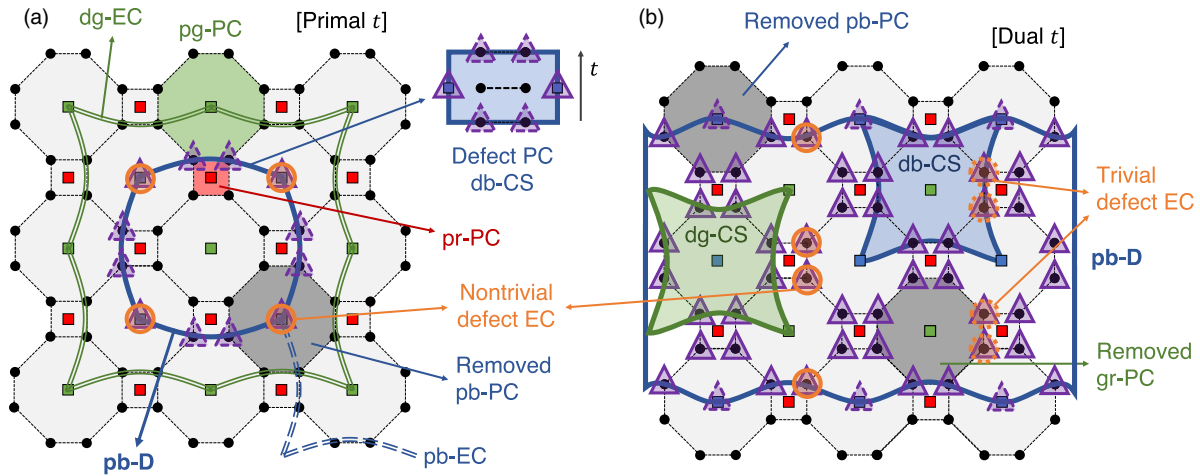 (a)
dg-EC
pg-PC
[Primal t]
t
Defect PC
db-CS
pr-PC
Nontrivial
defect EC
Removed
pb-PC
pb-D
pb-EC
(b)
Removed pb-PC
[Dual t]
db-CS
dg-CS
Trivial
defect EC
pb-D
Removed
gr-PC